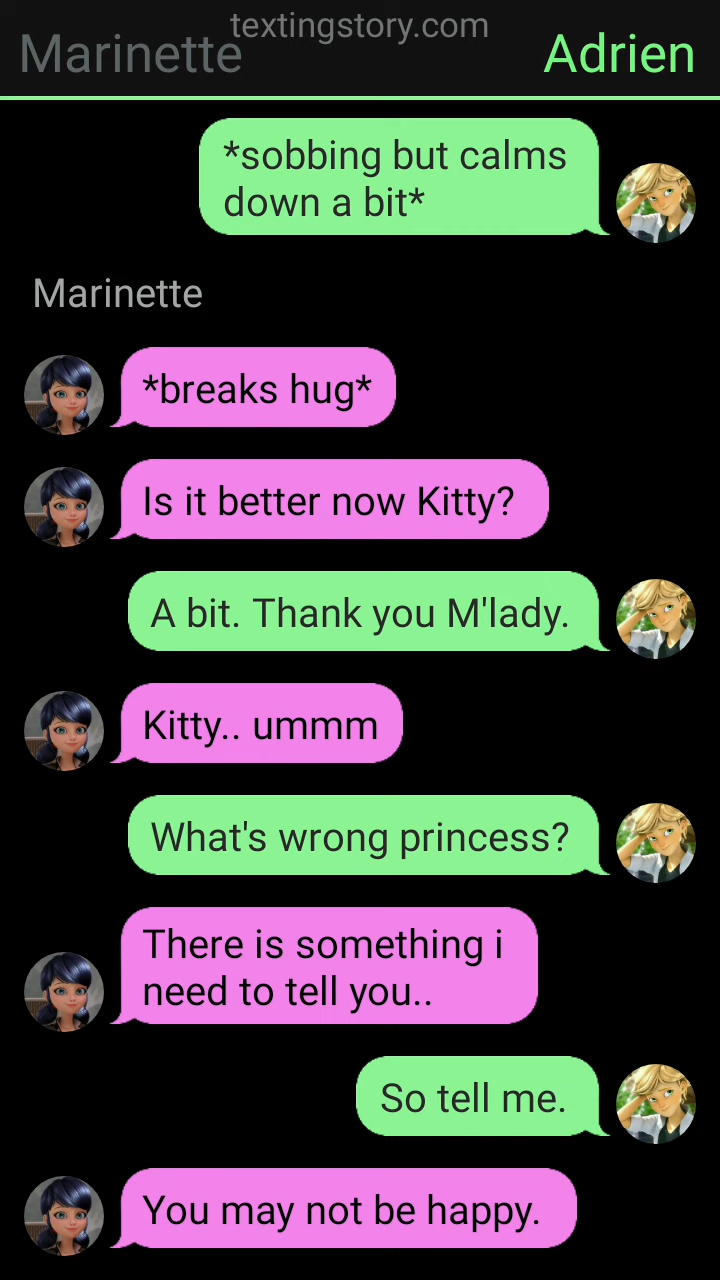 textingstory.com
Marinette
Adrien
*sobbing but calms
down a bit*
Marinette
*breaks hug*
Is it better now Kitty?
A bit. Thank you M'lady.
Kitty.. ummm
What's wrong princess?
There is something i
need to tell you..
So tell me.
You may not be happy.